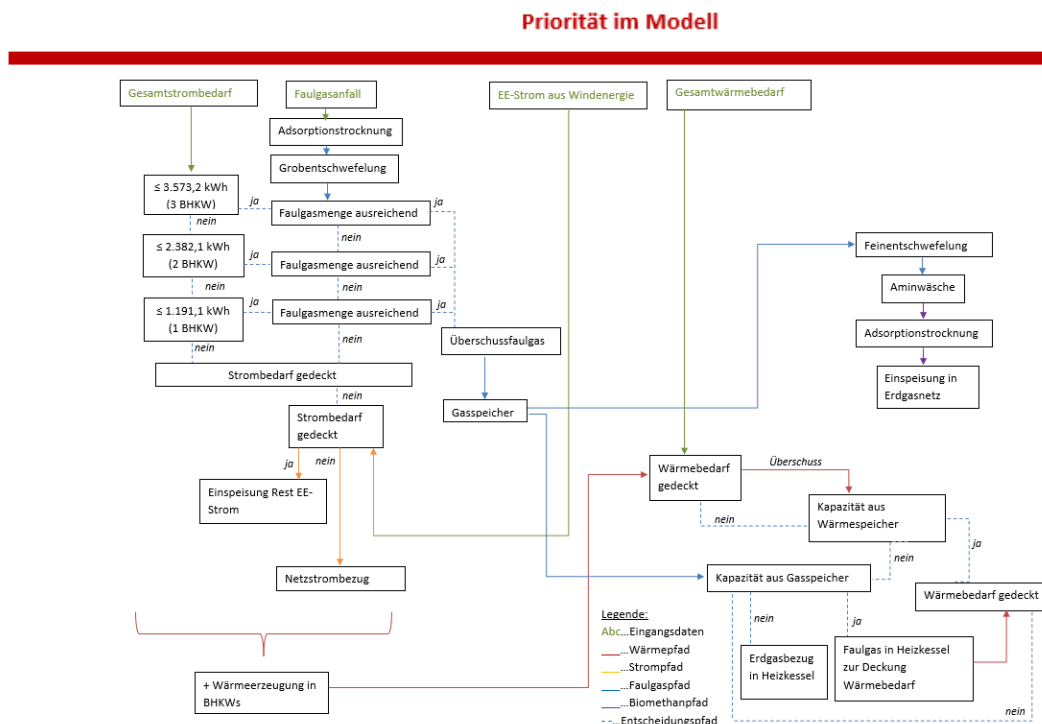 Priorität im Modell
Gesamtstrombedarf
Faulgasanfall
EE-Strom aus Windenergie
Gesamtwärmebedarf
Adsorptionstrocknung
Grobentschwefelung
≤ 3.573,2 kWh
(3 BHKW)
ja
Faulgasmenge ausreichend
ja
nein
nein
≤ 2.382,1 kWh
(2 BHKW)
ja
Faulgasmenge ausreichend
ja
nein
nein
≤ 1.191,1 kWh
(1 BHKW)
ja
Faulgasmenge ausreichend
ja
nein
nein
Überschussfaulgas
Feinentschwefelung
Aminwäsche
Adsorptionstrocknung
Einspeisung in
Erdgasnetz
Strombedarf gedeckt
nein
Gasspeicher
Strombedarf
gedeckt
ja
nein
Einspeisung Rest EE-
Strom
Netzstrombezug
Wärmebedarf
gedeckt
Überschuss
nein
Kapazität aus
Wärmespeicher
nein
ja
Kapazität aus Gasspeicher
Wärmebedarf gedeckt
nein
ja
Erdgasbezug
in Heizkessel
Faulgas in Heizkessel
zur Deckung
Wärmebedarf
nein
+ Wärmeerzeugung in
BHKWs
Legende:
Abc...Eingangsdaten
...Wärmepfad
...Strompfad
...Faulgaspfad
...Biomethanpfad
...Entscheidungspfad